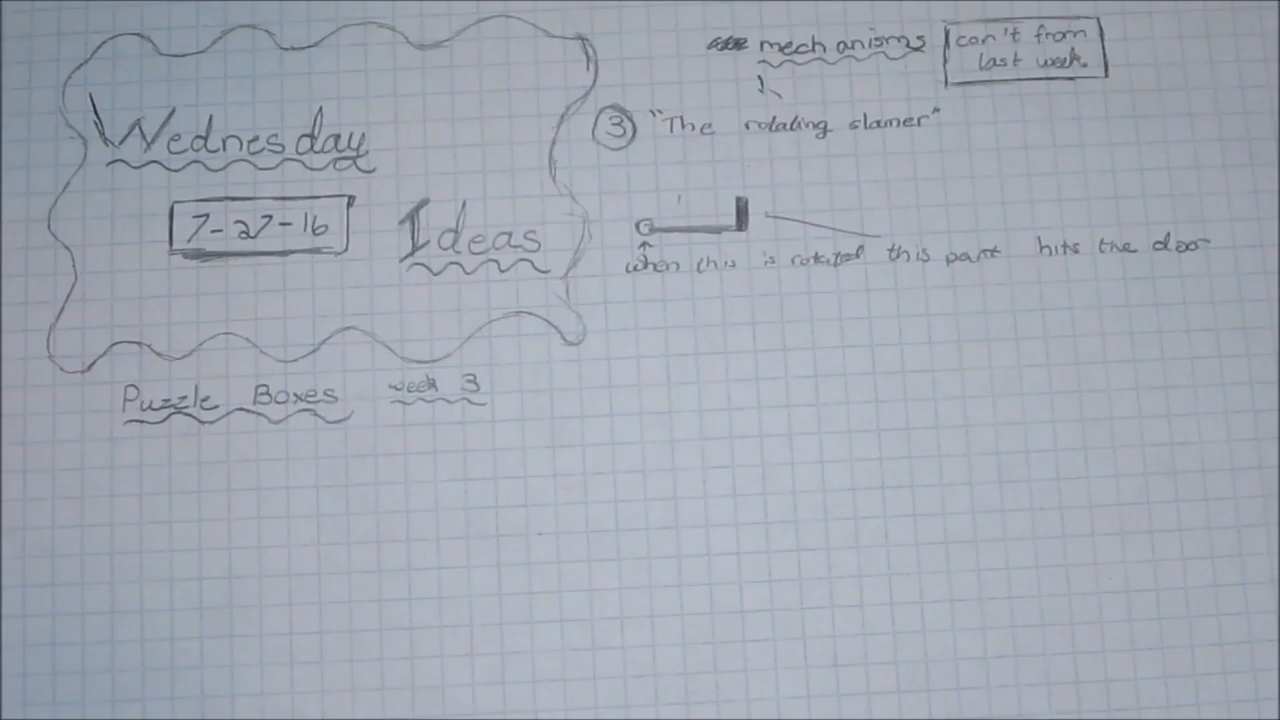 Wednesday
7-27-16
Ideas
Puzzle Boxes week 3
mechanisms
con't from
last week.
3 "The rotating slamer"
when this is rotated this part hits the door